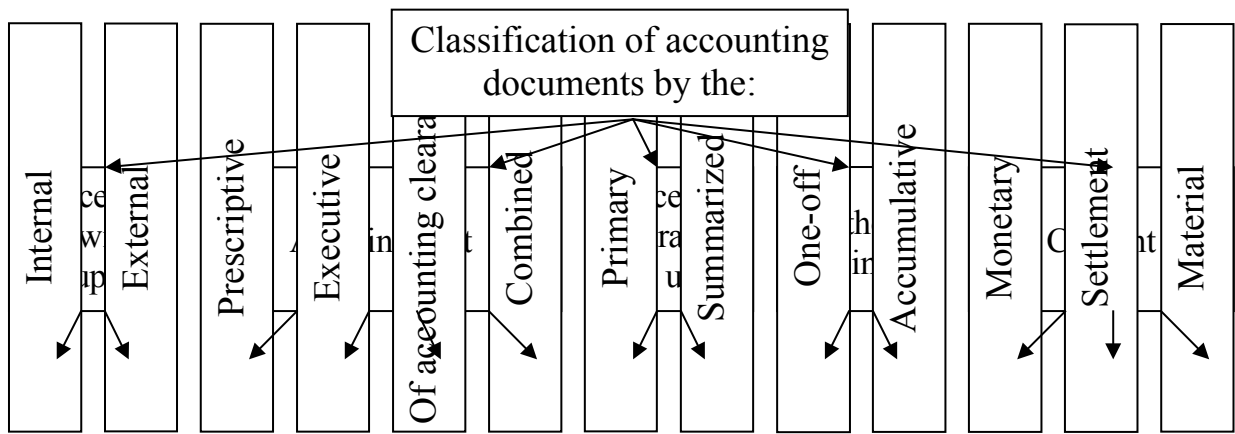 Classification of accounting
documents by the:
Internal
External
Prescriptive
Executive
Of accounting cleara
Combined
Primary
Summarized
One-off
Accumulative
Monetary
Settlement
Material